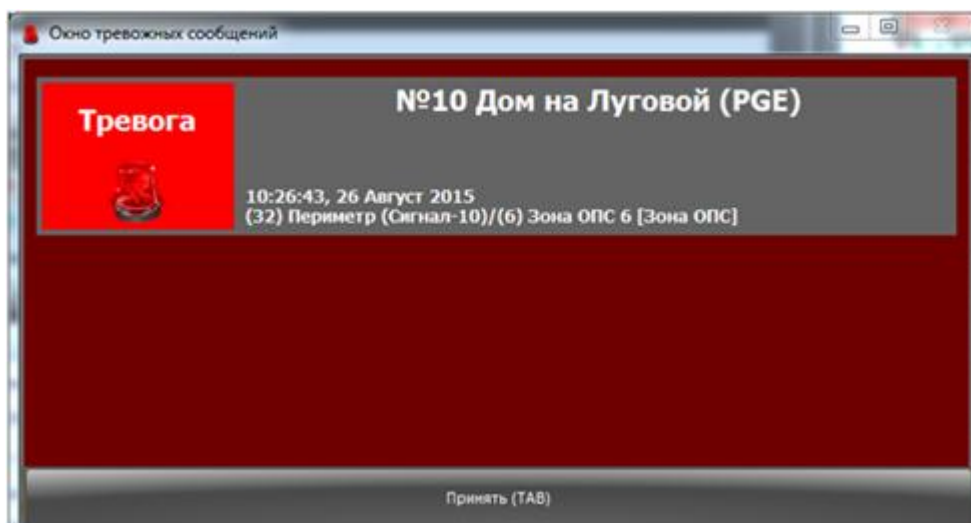 Окно тревожных сообщений
Тревога
№10 Дом на Луговой (PGE)
10:26:43, 26 Август 2015
(32) Периметр (Сигнал-10)/(6) Зона ОПС 6 [Зона ОПС]
Принять (TAB)